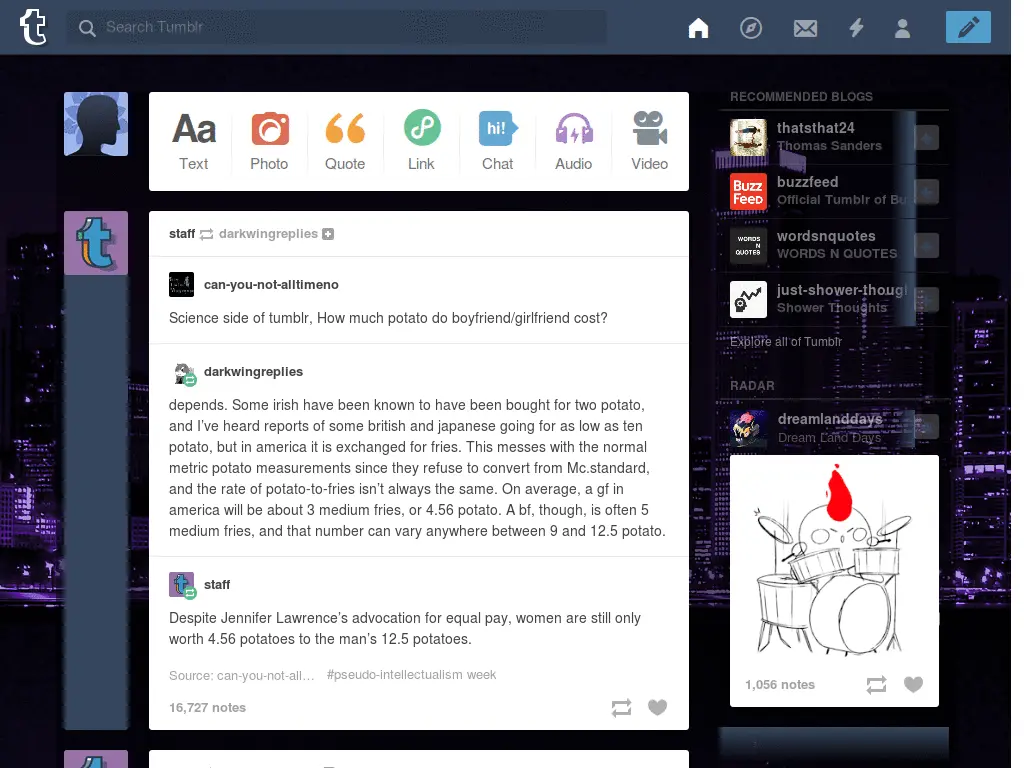 Search Tumblr
Aa
Text
Photo
Quote
Link
hi!
Chat
Audio
Video
staff darkwingreplies
can-you-not-alltimeno
Science side of tumblr, How much potato do boyfriend/girlfriend cost?
darkwingreplies
depends. Some irish have been known to have been bought for two potato,
and I've heard reports of some british and japanese going for as low as ten
potato, but in america it is exchanged for fries. This messes with the normal
metric potato measurements since they refuse to convert from Mc.standard,
and the rate of potato-to-fries isn't always the same. On average, a gf in
america will be about 3 medium fries, or 4.56 potato. A bf, though, is often 5
medium fries, and that number can vary anywhere between 9 and 12.5 potato.
staff
Despite Jennifer Lawrence's advocation for equal pay, women are still only
worth 4.56 potatoes to the man's 12.5 potatoes.
Source: can-you-not-all… #pseudo-intellectualism week
16,727 notes
RECOMMENDED BLOGS
thatsthat24
Thomas Sanders
Buzz
Feed
buzzfeed
Official Tumblr of Bu
WORDS
N
QUOTES
wordsnquotes
WORDS N QUOTES
just-shower-thougl
Shower Thoughts
Explore all of Tumblr
RADAR
dreamlanddays
Dream Land Days
1,056 notes